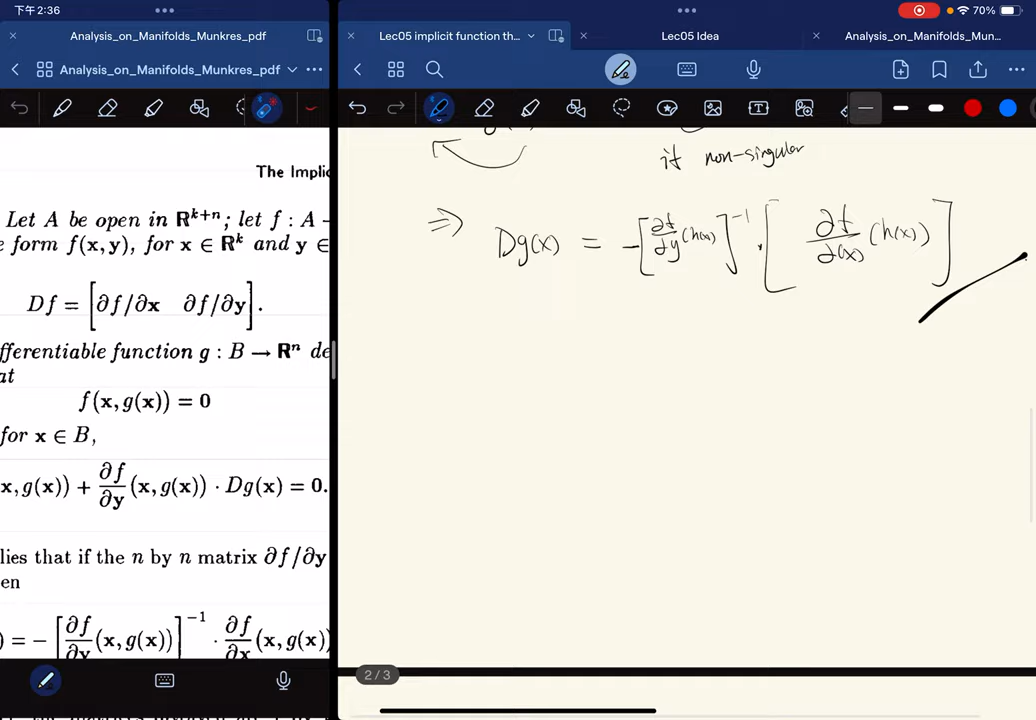 下午2:36
70%
Analysis_on_Manifolds_Munkres_pdf
Analysis_on_Manifolds_Munkres_pdf
The Implic
Let A be open in R^{k+n}; let f : A
e form f(x, y), for x ∈ R^k and y ∈
Df = [∂f/∂x ∂f/∂y].
fferentiable function g : B → R^n de
at
f(x, g(x)) = 0
for x ∈ B,
x, g(x)) + ∂f/∂y (x, g(x)) · Dg(x) = 0.
lies that if the n by n matrix ∂f/∂y
en
) = − [∂f/∂y (x, g(x))]^{-1} · ∂f/∂x (x, g(x))
Lec05 implicit function th...
Lec05 Idea
Analysis_on_Manifolds_Mun...
if non-singular
⇒ Dg(x) = -[∂f/∂y (h(x))]^{-1} · [∂f/∂(x) (h(x))]
2 / 3